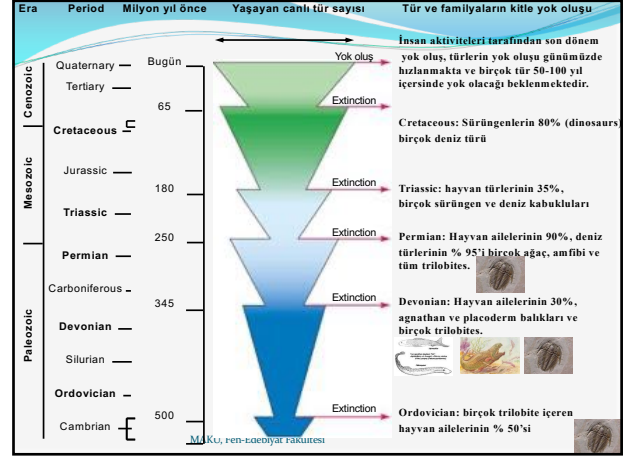 Era Period Milyon yıl önce Yaşayan canlı tür sayısı Tür ve familyaların kitle yok oluşu
Cenozoic
Mesozoic
Paleozoic
Quaternary
Tertiary
Cretaceous
Jurassic
Triassic
Permian
Carboniferous
Devonian
Silurian
Ordovician
Cambrian
Bugün
65
180
250
345
500
Yok oluş
Extinction
Extinction
Extinction
Extinction
Extinction
İnsan aktiviteleri tarafından son dönem
yok oluş, türlerin yok oluşu günümüzde
hızlanmakta ve birçok tür 50-100 yıl
içersinde yok olacağı beklenmektedir.
Cretaceous: Sürüngenlerin 80% (dinosaurs)
birçok deniz türü
Triassic: hayvan türlerinin 35%,
birçok sürüngen ve deniz kabukluları
Permian: Hayvan ailelerinin 90%, deniz
türlerinin % 95'i birçok ağaç, amfibi ve
tüm trilobites.
Devonian: Hayvan ailelerinin 30%,
agnathan ve placoderm balıkları ve
birçok trilobites.
Ordovician: birçok trilobite içeren
hayvan ailelerinin % 50'si
MAKÜ, Fen-Edebiyat Fakültesi